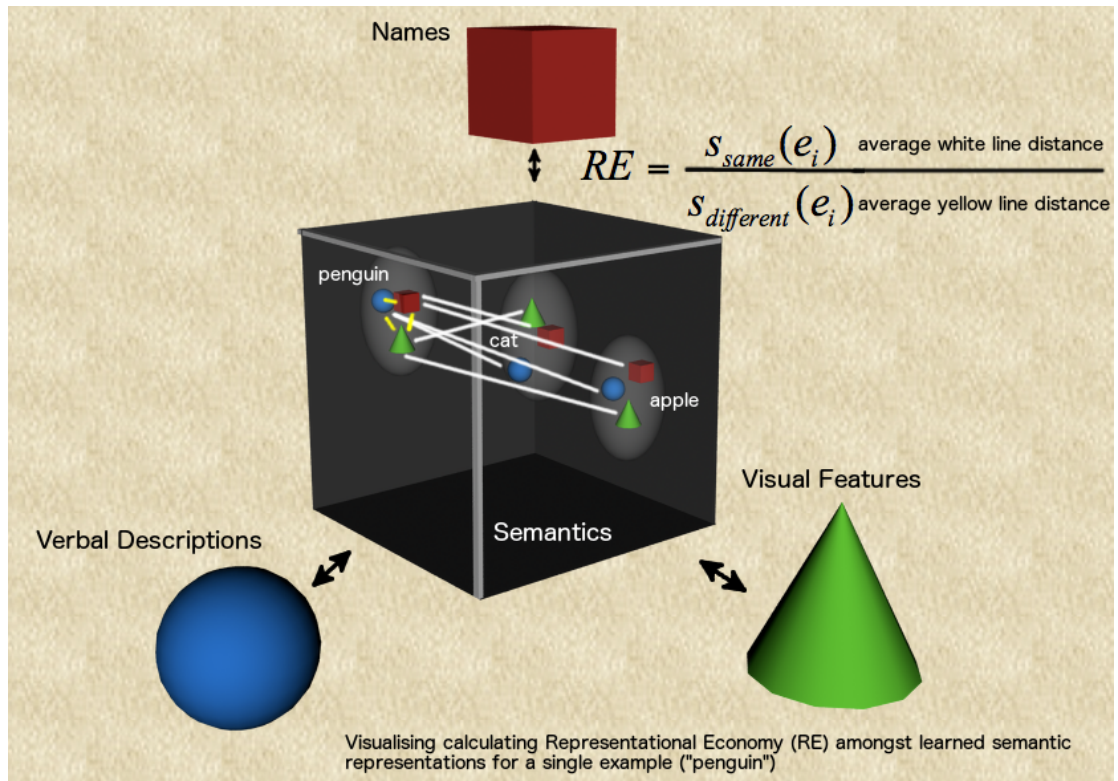 Names
RE = s_same(e_i) average white line distance
s_different(e_i) average yellow line distance
penguin
cat
apple
Visual Features
Semantics
Verbal Descriptions
Visualising calculating Representational Economy (RE) amongst learned semantic
representations for a single example ("penguin")